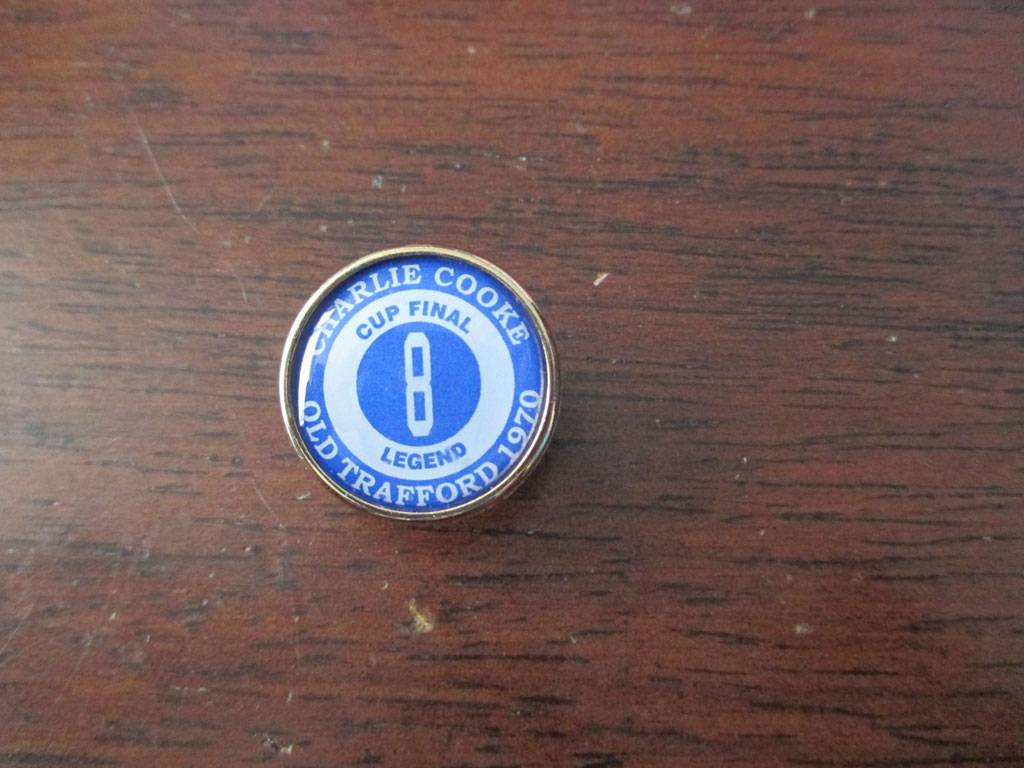 CHARLIE COOKE
CUP FINAL
8
LEGEND
OLD TRAFFORD 1970